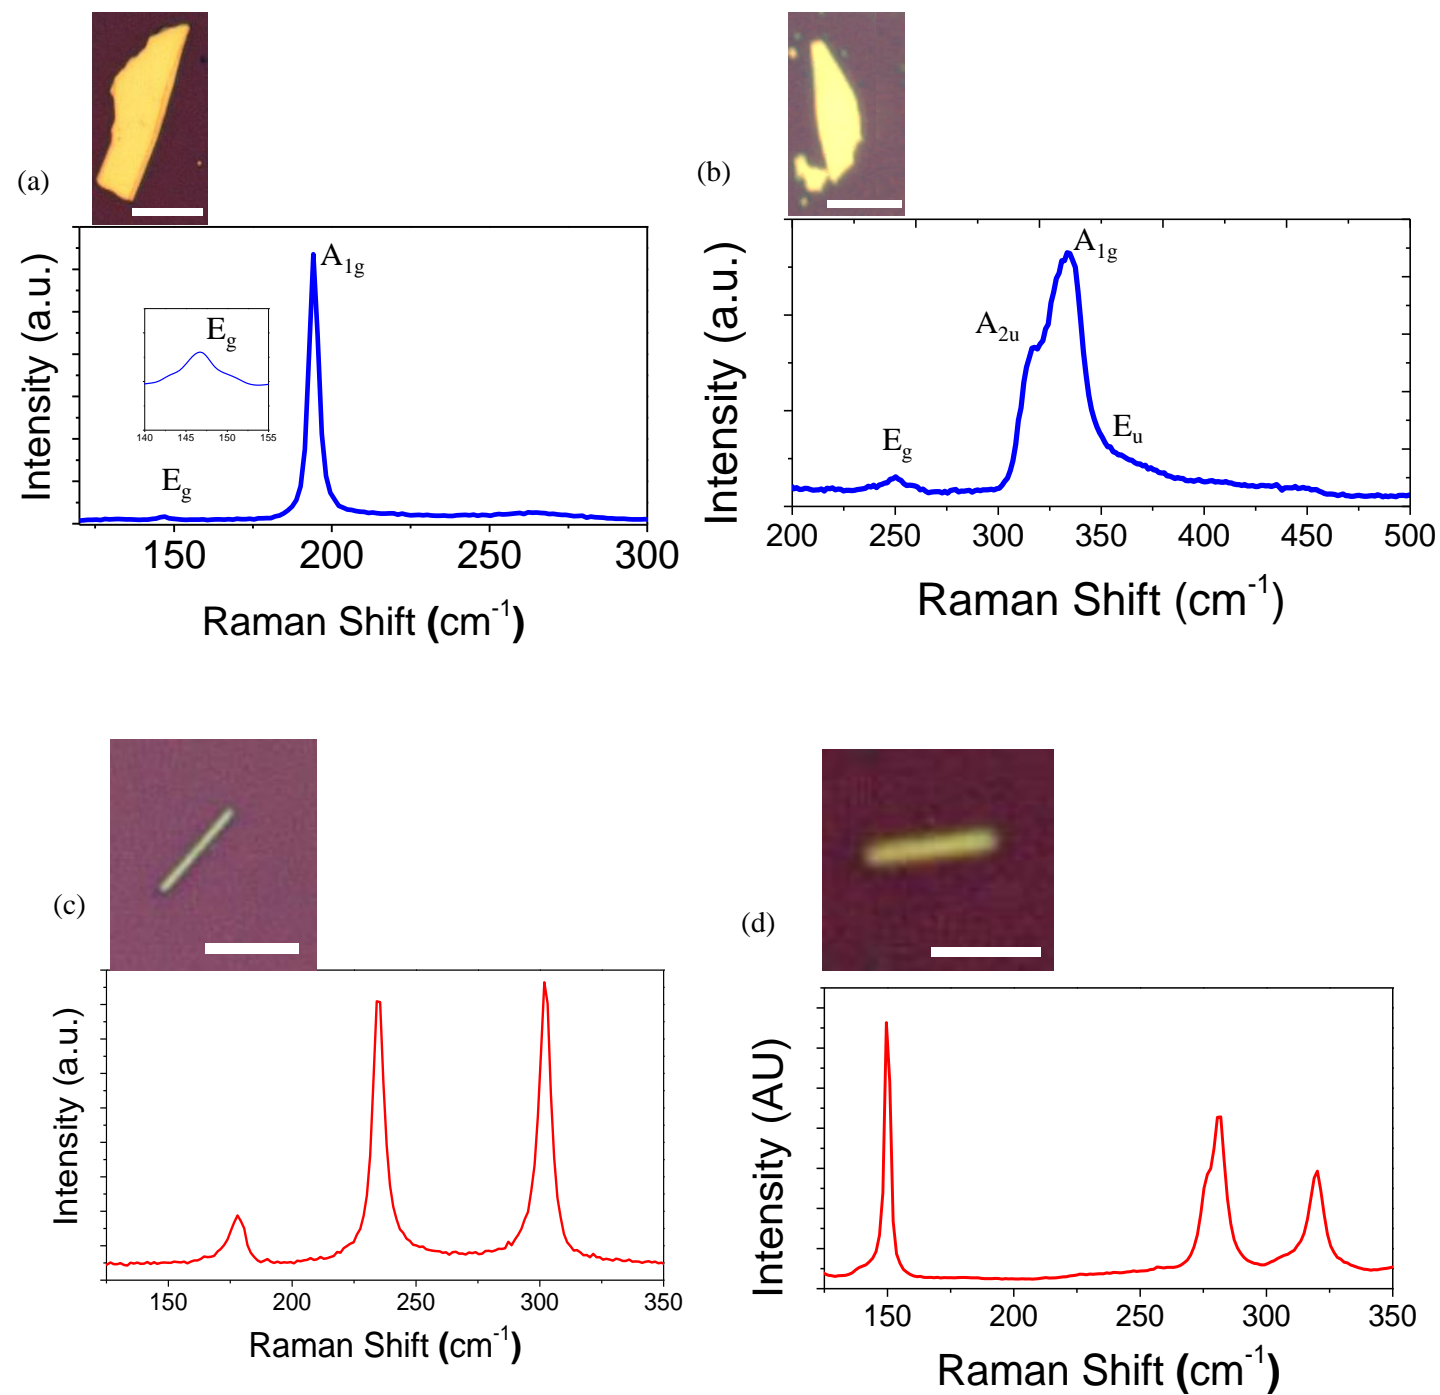 (a)
Intensity (a.u.)
A1g
Eg
140 145 150 155
Eg
150 200 250 300
Raman Shift (cm-1)
(b)
Intensity (a.u.)
A1g
A2u
Eu
Eg
200 250 300 350 400 450 500
Raman Shift (cm-1)
(c)
Intensity (a.u.)
150 200 250 300 350
Raman Shift (cm-1)
(d)
Intensity (AU)
150 200 250 300 350
Raman Shift (cm-1)